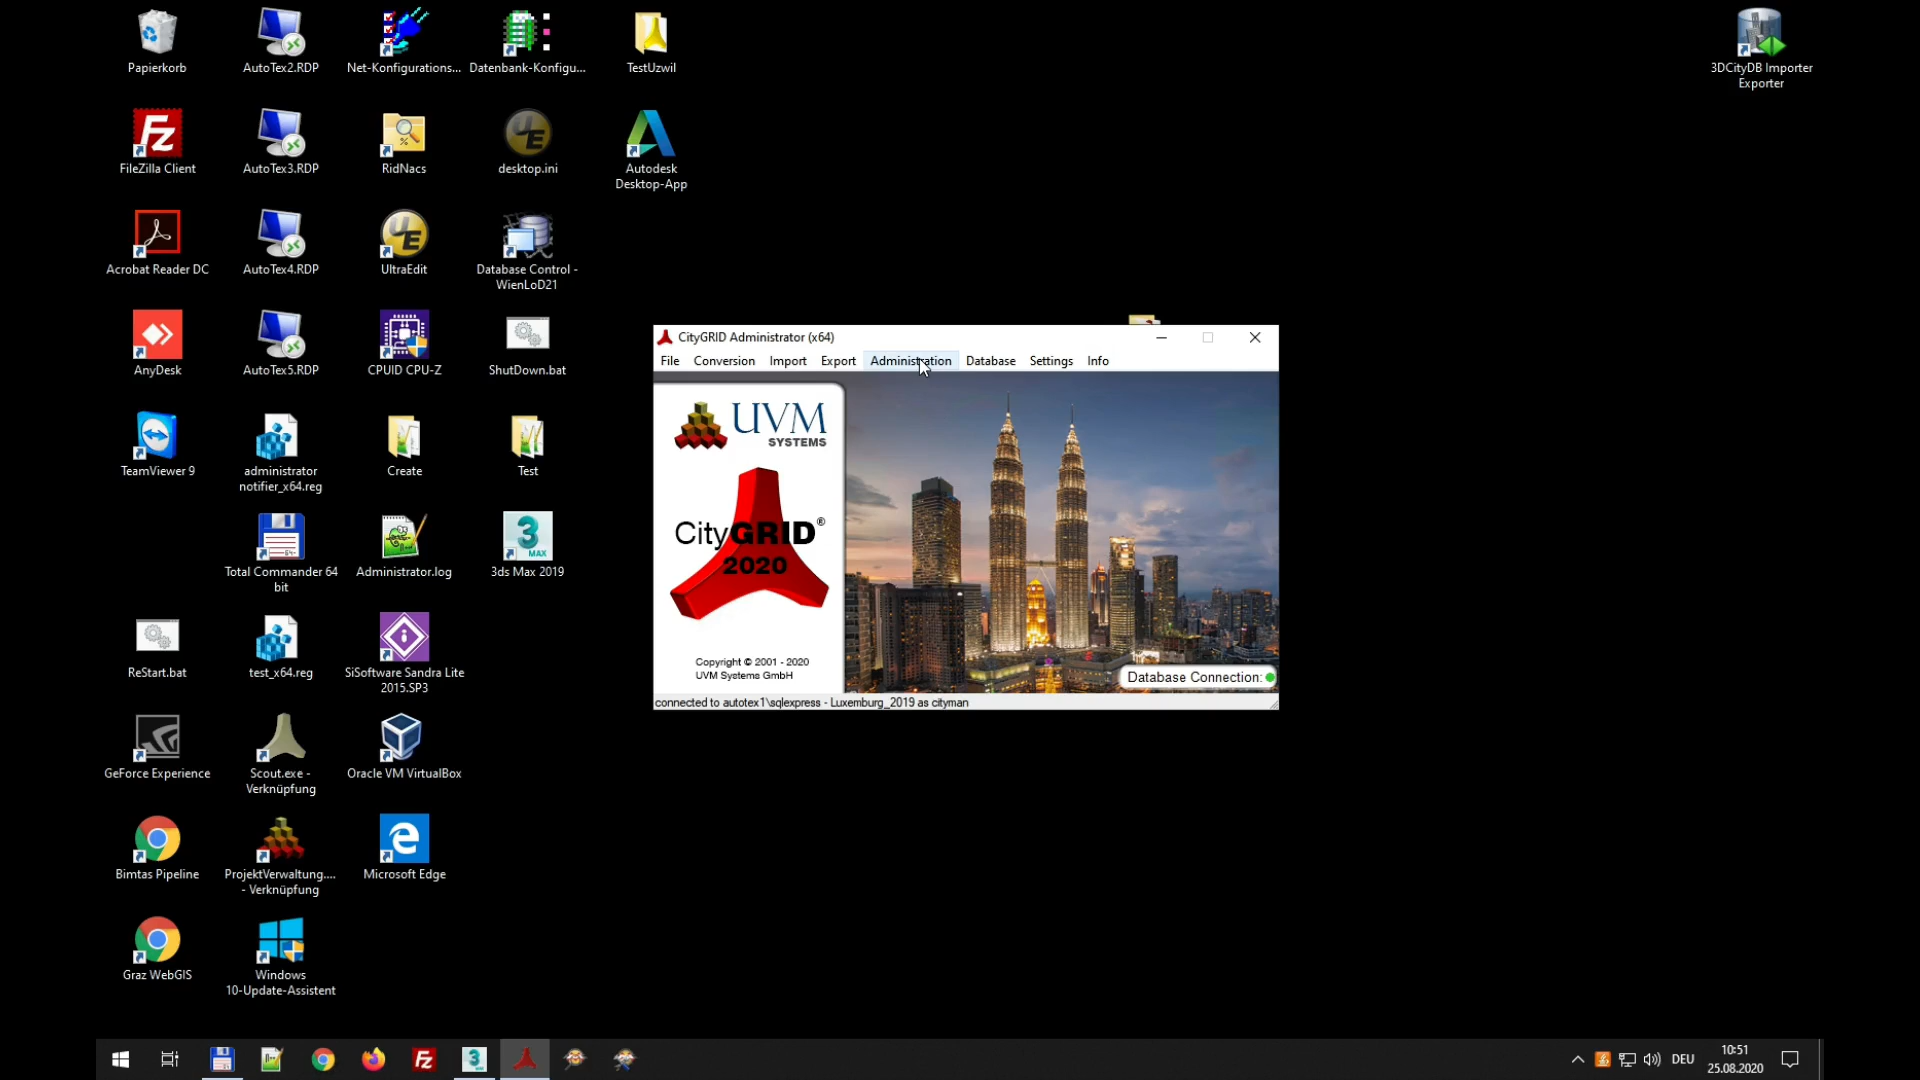 Papierkorb
AutoTex2.RDP
Net-Konfigurations...
Datenbank-Konfigu...
TestUzwil
3DCityDB Importer
Exporter
FileZilla Client
AutoTex3.RDP
RidNacs
desktop.ini
Autodesk
Desktop-App
Acrobat Reader DC
AutoTex4.RDP
UltraEdit
Database Control -
WienLoD21
AnyDesk
AutoTex5.RDP
CPUID CPU-Z
ShutDown.bat
TeamViewer 9
administrator
notifier_x64.reg
Create
Test
Total Commander 64
bit
Administrator.log
3ds Max 2019
ReStart.bat
test_x64.reg
SiSoftware Sandra Lite
2015.SP3
GeForce Experience
Scout.exe -
Verknüpfung
Oracle VM VirtualBox
Bimtas Pipeline
ProjektVerwaltung....
- Verknüpfung
Microsoft Edge
Graz WebGIS
Windows
10-Update-Assistent
CityGRID Administrator (x64)
File Conversion Import Export Administration Database Settings Info
UVM
SYSTEMS
CityGRID®
2020
Copyright © 2001 - 2020
UVM Systems GmbH
Database Connection:
connected to autotex1\sqlexpress - Luxemburg_2019 as cityman
DEU
10:51
25.08.2020